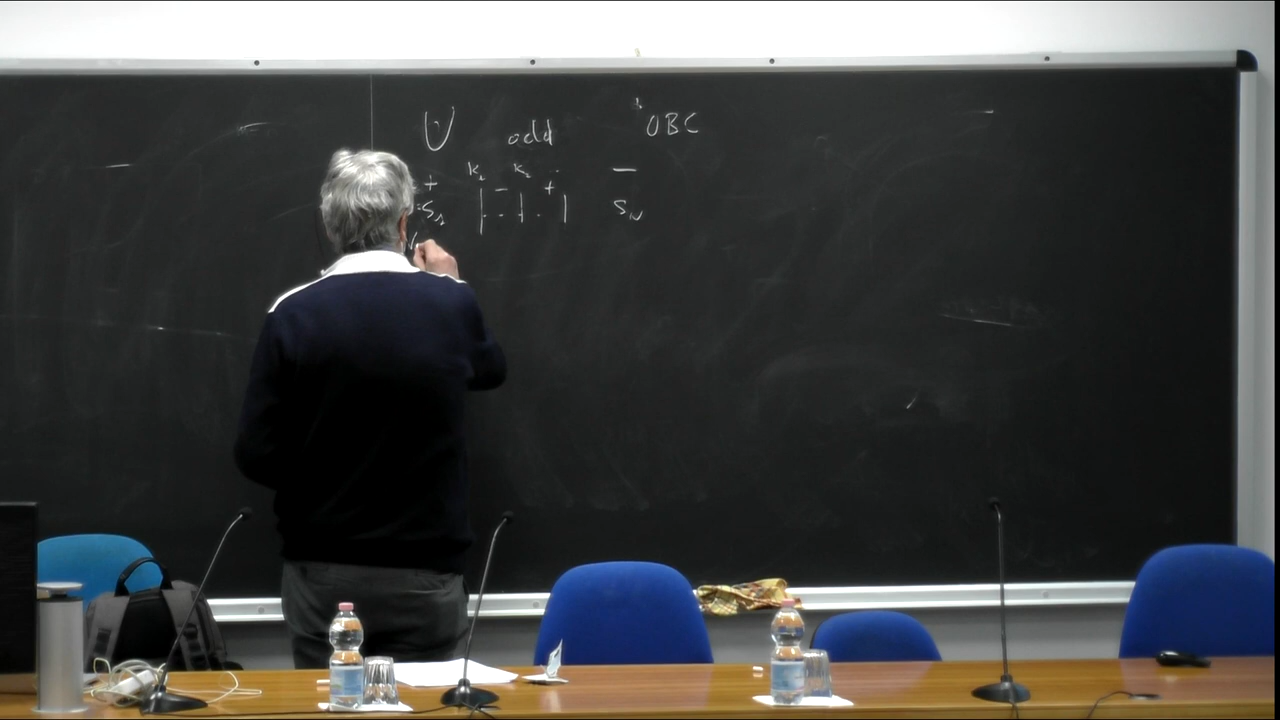 U odd OBC
+ K₁ - K₂ + —
S₁ | . . | . | S_N